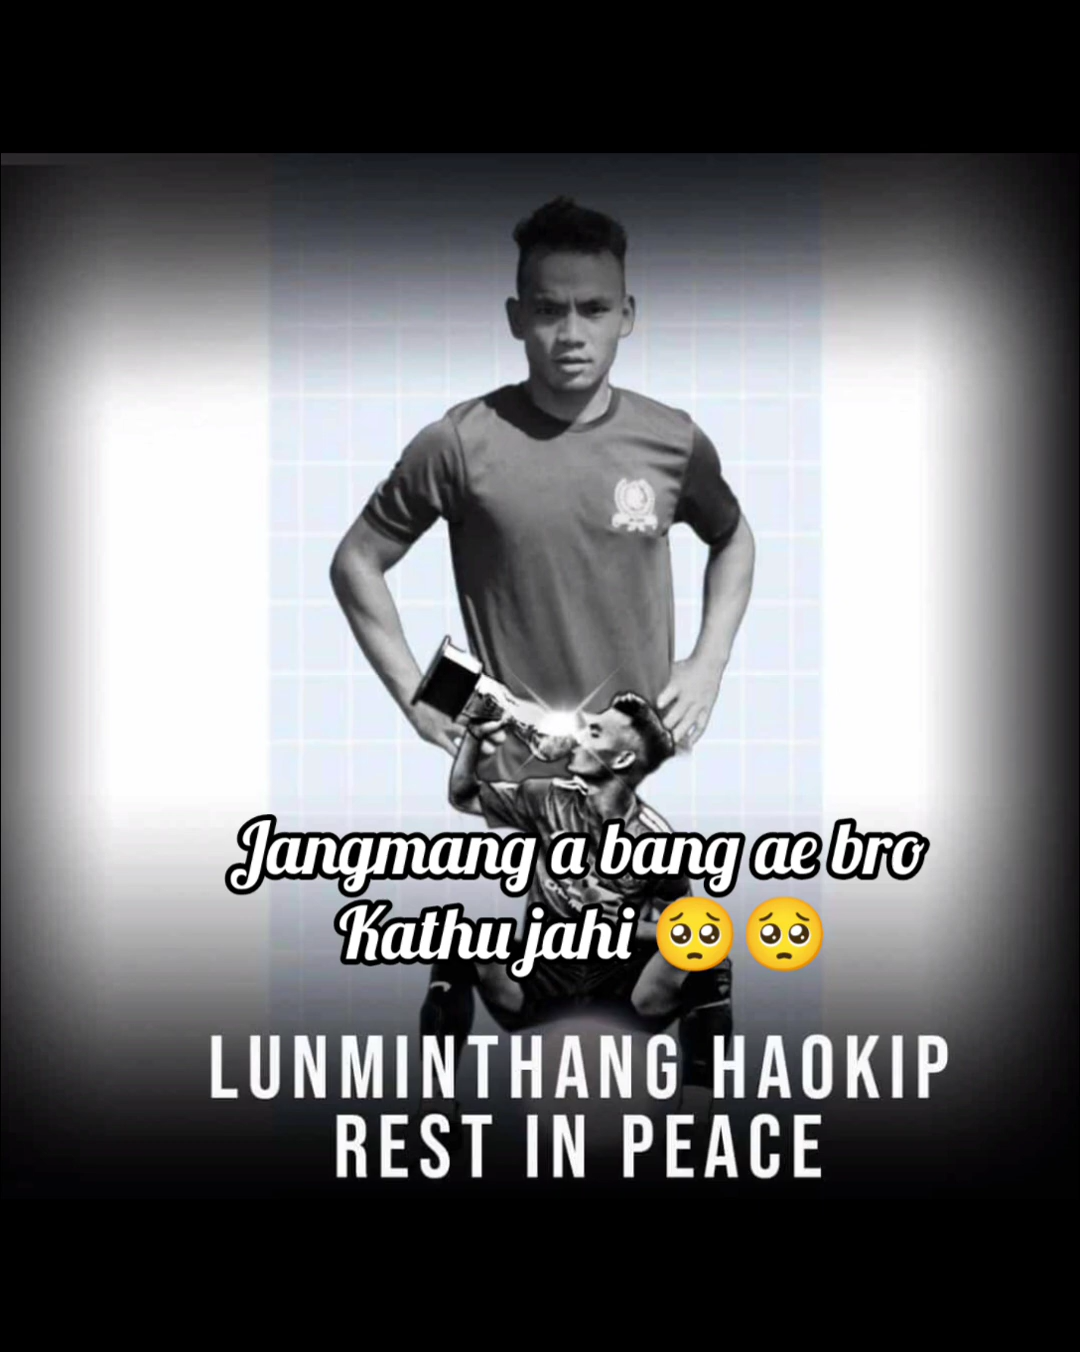 Jangmang a bang ae bro
Kathu jahi 🥺🥺
LUNMINTHANG HAOKIP
REST IN PEACE